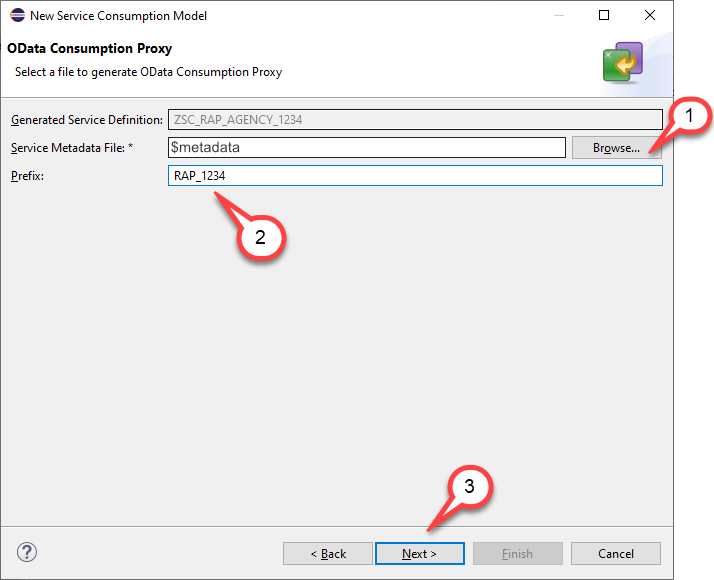 New Service Consumption Model
OData Consumption Proxy
Select a file to generate OData Consumption Proxy
Generated Service Definition: ZSC_RAP_AGENCY_1234
1
Service Metadata File: * $metadata Browse...
Prefix: RAP_1234
2
3
? < Back Next > Finish Cancel